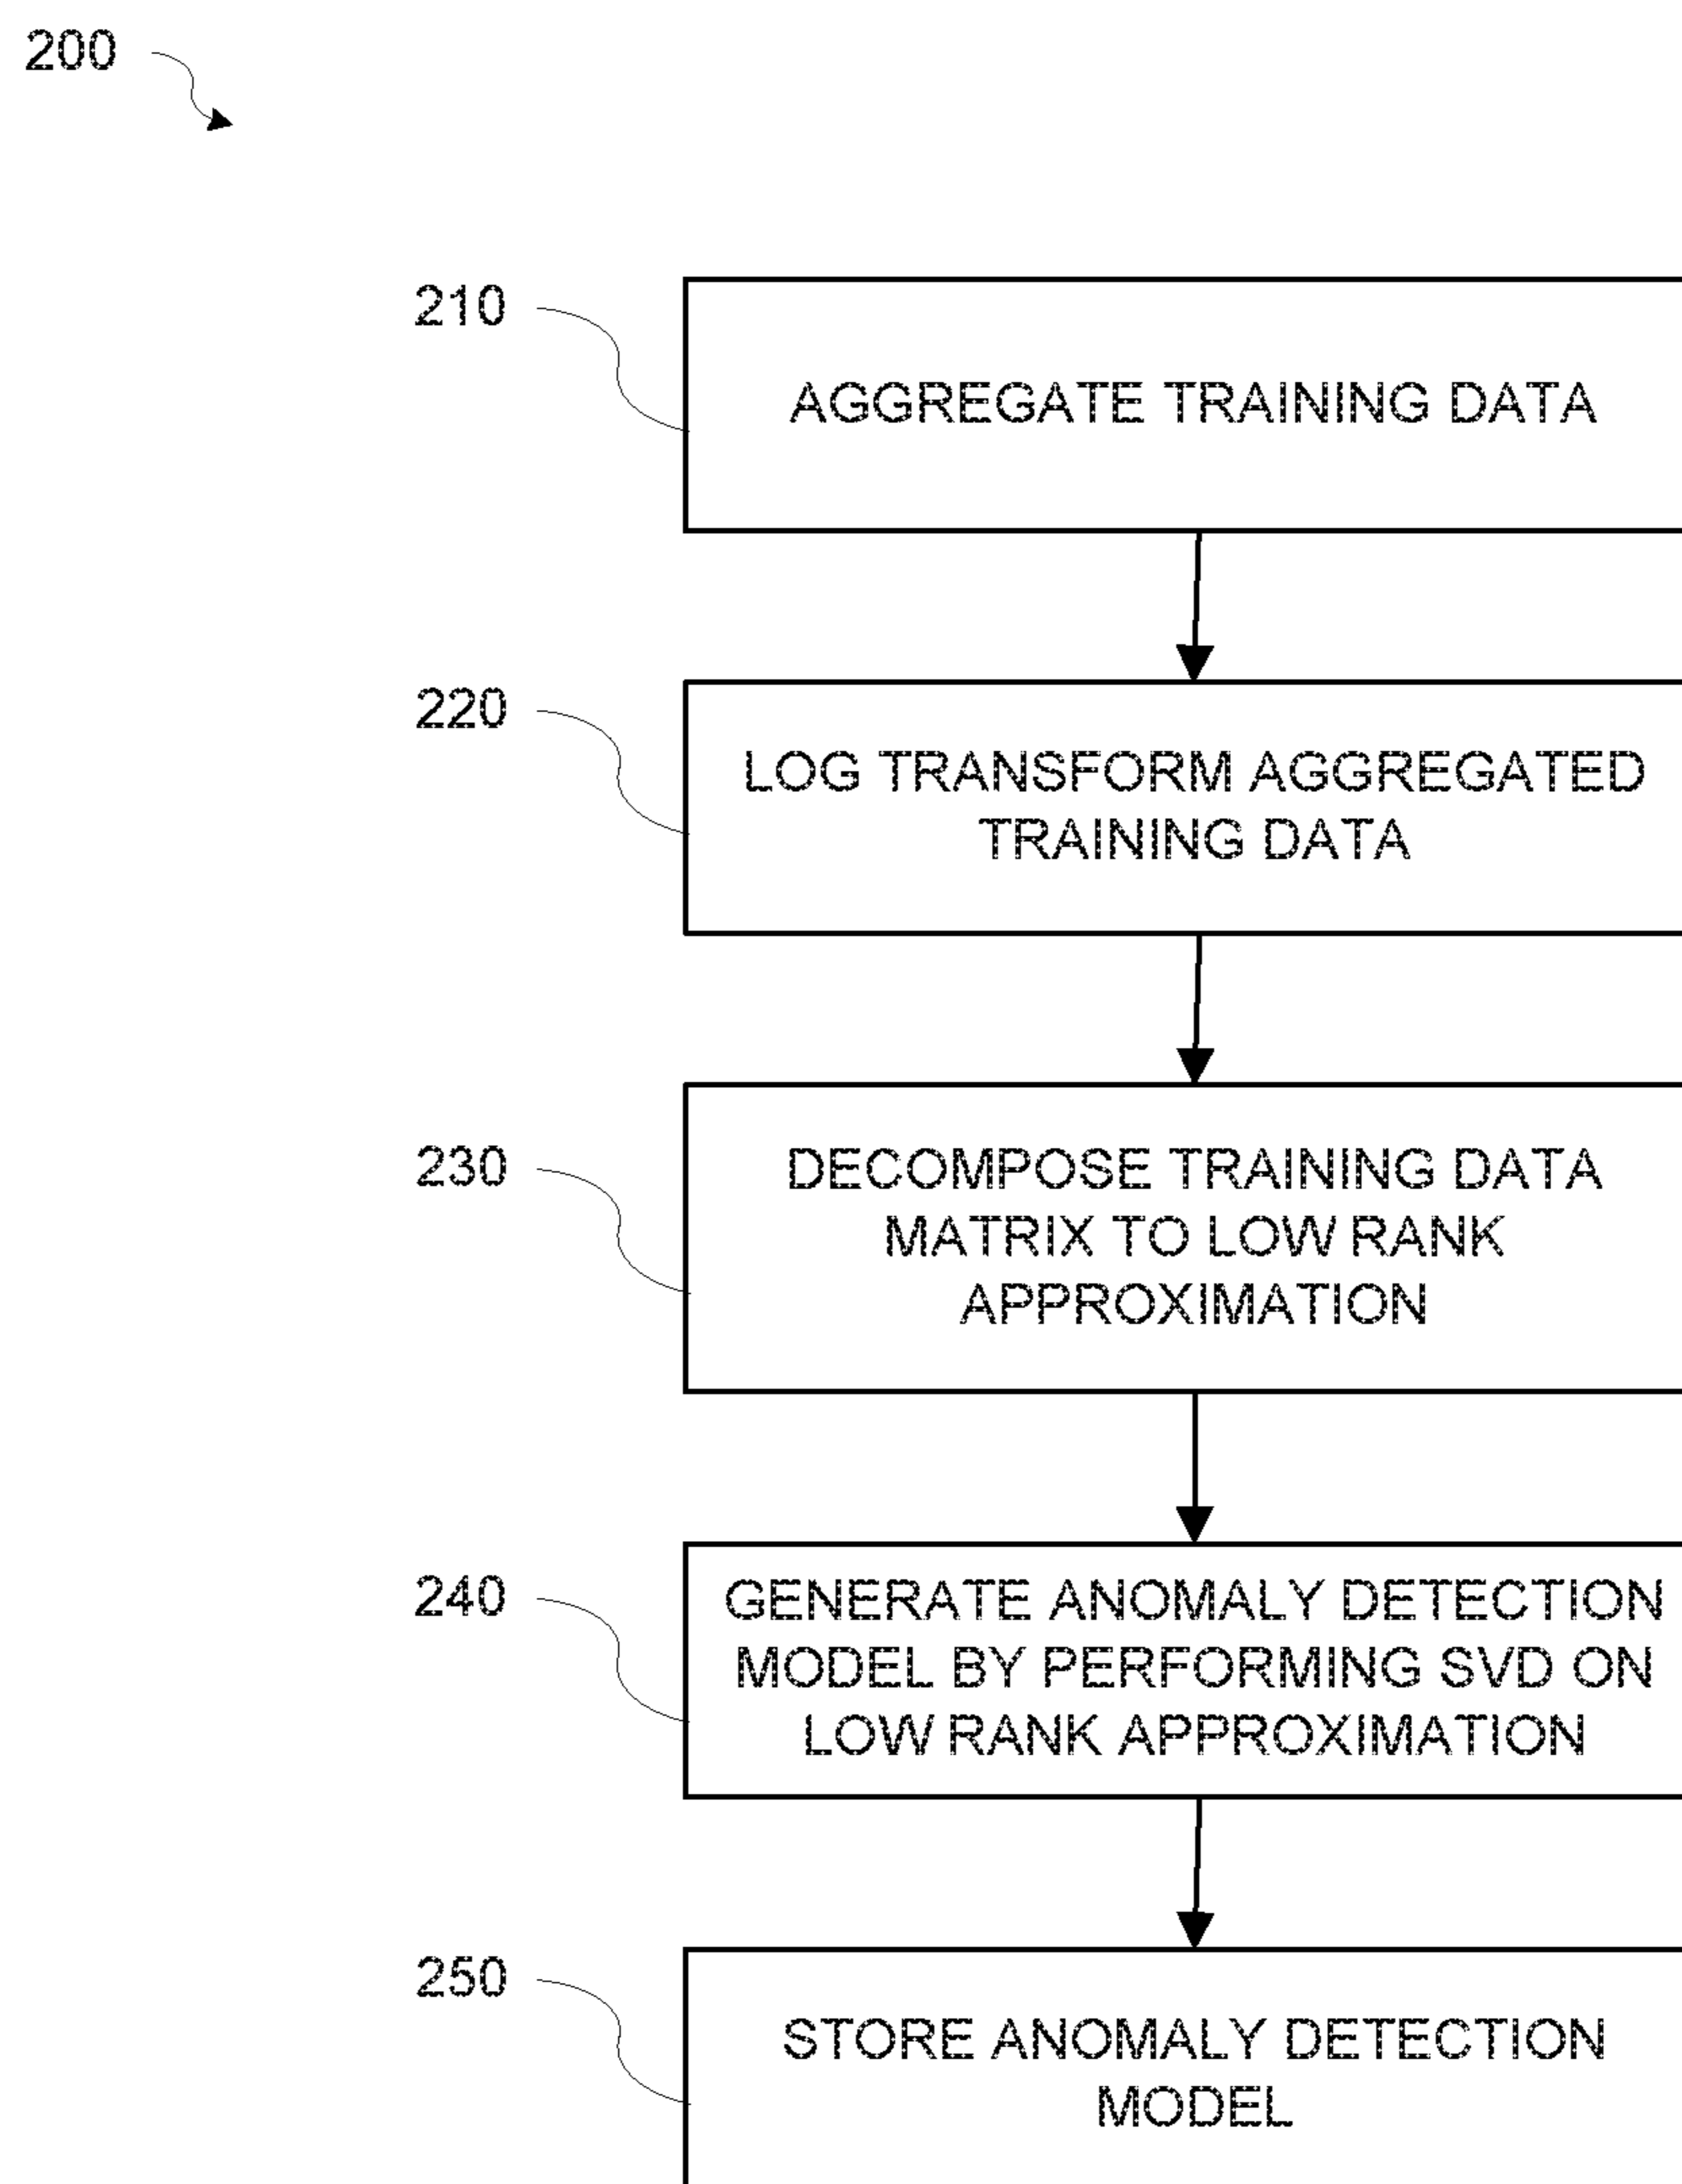 200
210
AGGREGATE TRAINING DATA
220
LOG TRANSFORM AGGREGATED
TRAINING DATA
230
DECOMPOSE TRAINING DATA
MATRIX TO LOW RANK
APPROXIMATION
240
GENERATE ANOMALY DETECTION
MODEL BY PERFORMING SVD ON
LOW RANK APPROXIMATION
250
STORE ANOMALY DETECTION
MODEL